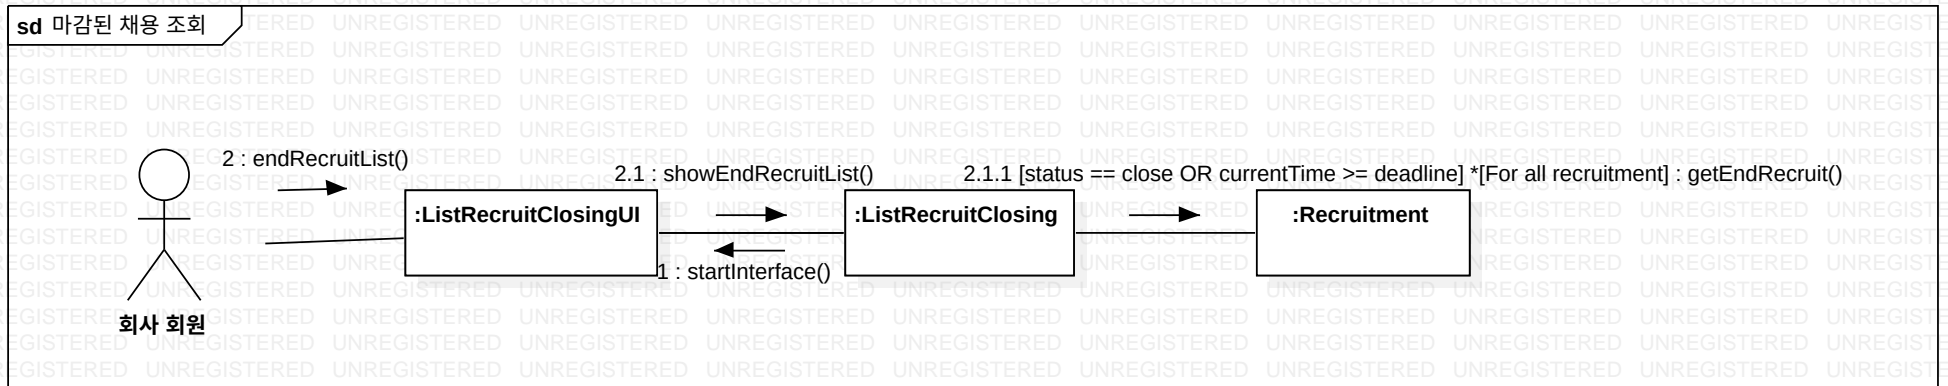 sd 마감된 채용 조회
2 : endRecruitList()
2.1 : showEndRecruitList()
2.1.1 [status == close OR currentTime >= deadline] *[For all recruitment] : getEndRecruit()
:ListRecruitClosingUI
:ListRecruitClosing
:Recruitment
1 : startInterface()
회사 회원
UNREGISTERED